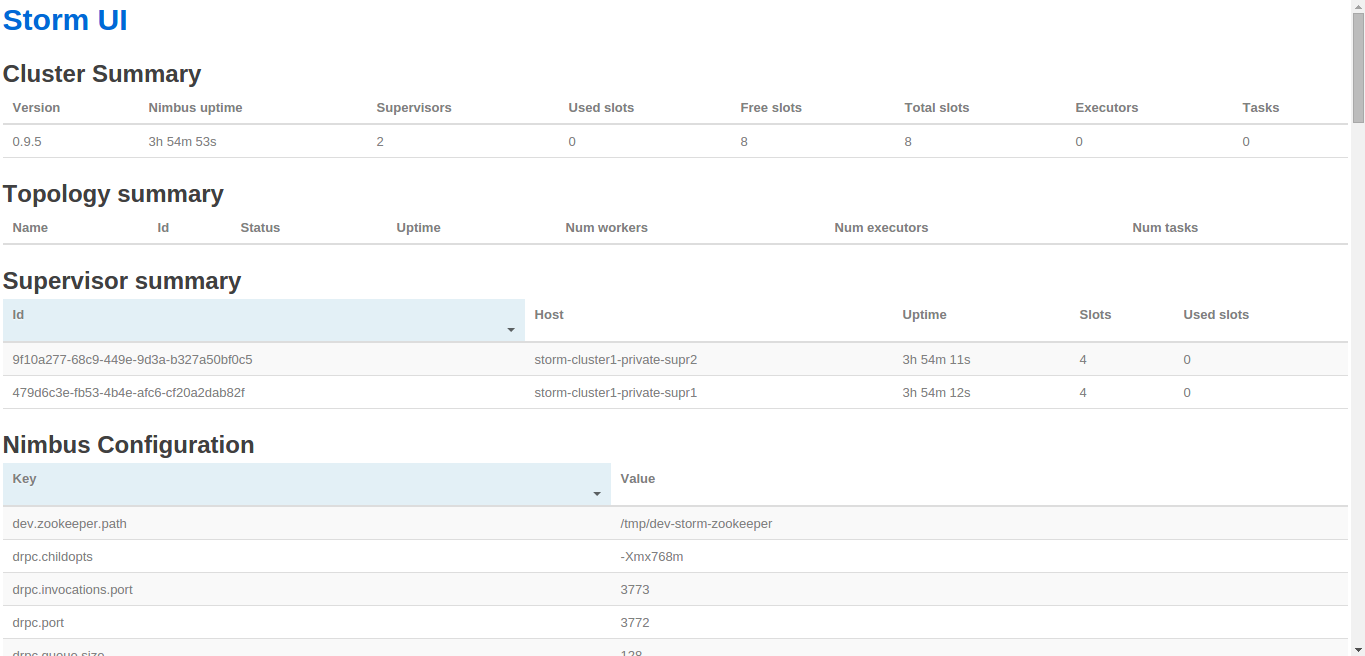 Storm UI
Cluster Summary
Version Nimbus uptime Supervisors Used slots Free slots Total slots Executors Tasks
0.9.5 3h 54m 53s 2 0 8 8 0 0
Topology summary
Name Id Status Uptime Num workers Num executors Num tasks
Supervisor summary
Id Host Uptime Slots Used slots
9f10a277-68c9-449e-9d3a-b327a50bf0c5 storm-cluster1-private-supr2 3h 54m 11s 4 0
479d6c3e-fb53-4b4e-afc6-cf20a2dab82f storm-cluster1-private-supr1 3h 54m 12s 4 0
Nimbus Configuration
Key Value
dev.zookeeper.path /tmp/dev-storm-zookeeper
drpc.childopts -Xmx768m
drpc.invocations.port 3773
drpc.port 3772
drpc.queue.size 128